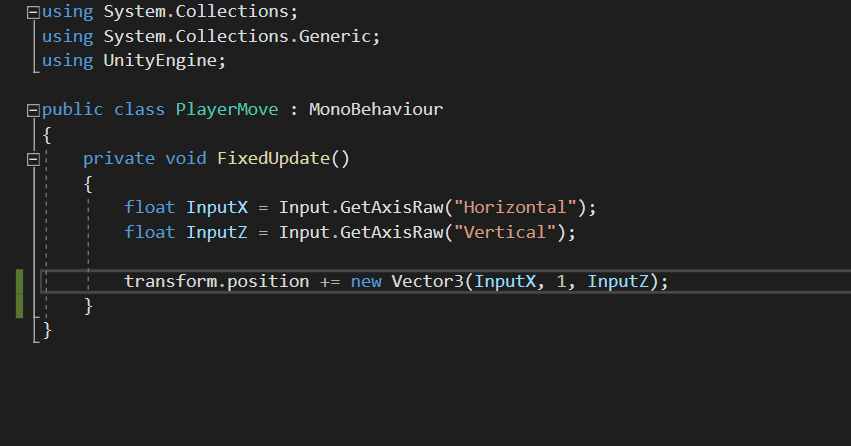 using System.Collections;
using System.Collections.Generic;
using UnityEngine;
public class PlayerMove : MonoBehaviour
{
private void FixedUpdate()
{
float InputX = Input.GetAxisRaw("Horizontal");
float InputZ = Input.GetAxisRaw("Vertical");
transform.position += new Vector3(InputX, 1, InputZ);
}
}